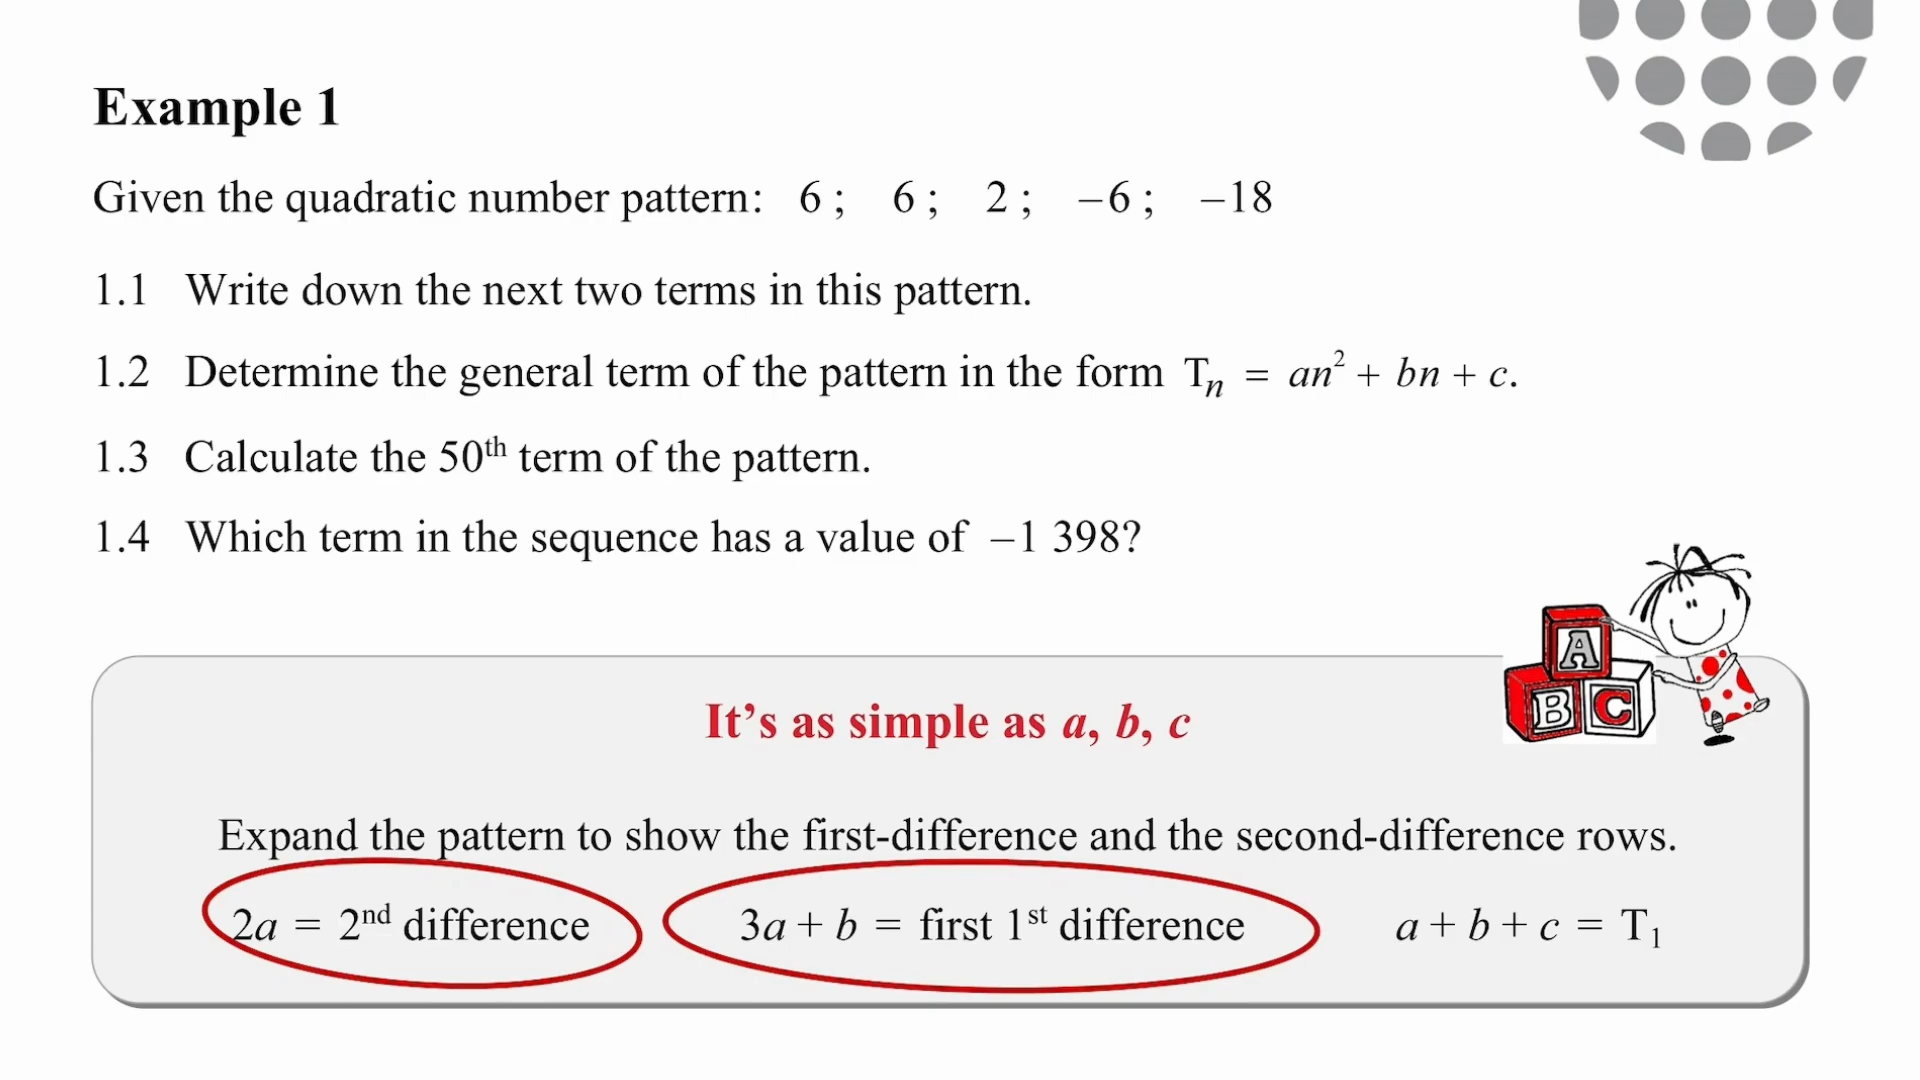 Example 1
Given the quadratic number pattern: 6 ; 6 ; 2 ; –6 ; –18
1.1 Write down the next two terms in this pattern.
1.2 Determine the general term of the pattern in the form Tₙ = an² + bn + c.
1.3 Calculate the 50ᵗʰ term of the pattern.
1.4 Which term in the sequence has a value of –1 398?
A
B C
It’s as simple as a, b, c
Expand the pattern to show the first-difference and the second-difference rows.
2a = 2ⁿᵈ difference 3a + b = first 1ˢᵗ difference a + b + c = T₁